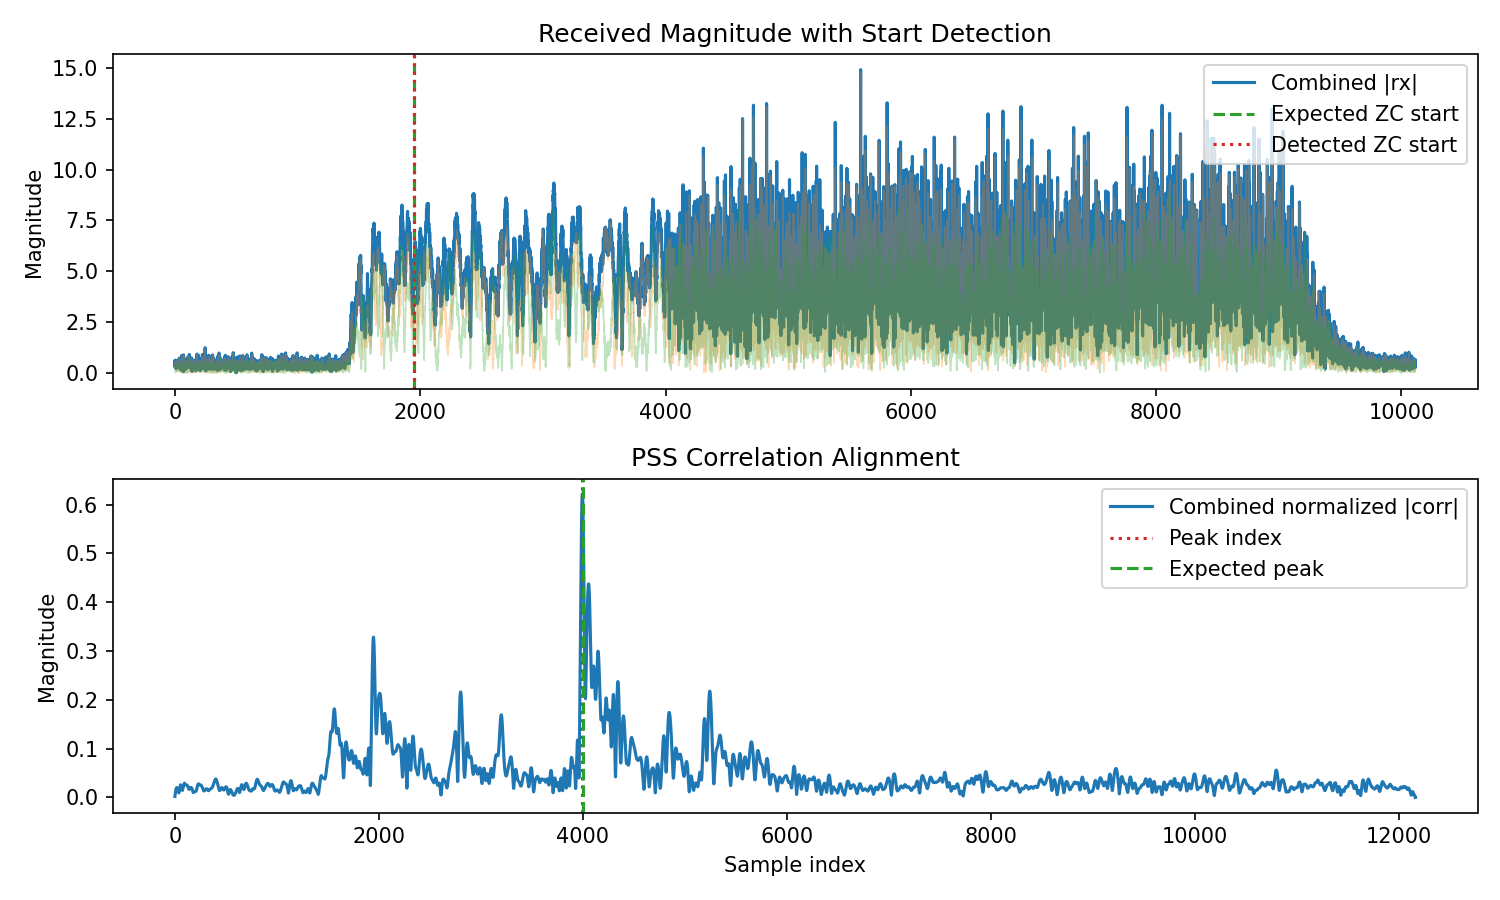 Received Magnitude with Start Detection
15.0
12.5
10.0
7.5
5.0
2.5
0.0
Magnitude
Combined |rx|
Expected ZC start
Detected ZC start
0 2000 4000 6000 8000 10000
PSS Correlation Alignment
0.6
0.5
0.4
0.3
0.2
0.1
0.0
Magnitude
Combined normalized |corr|
Peak index
Expected peak
0 2000 4000 6000 8000 10000 12000
Sample index